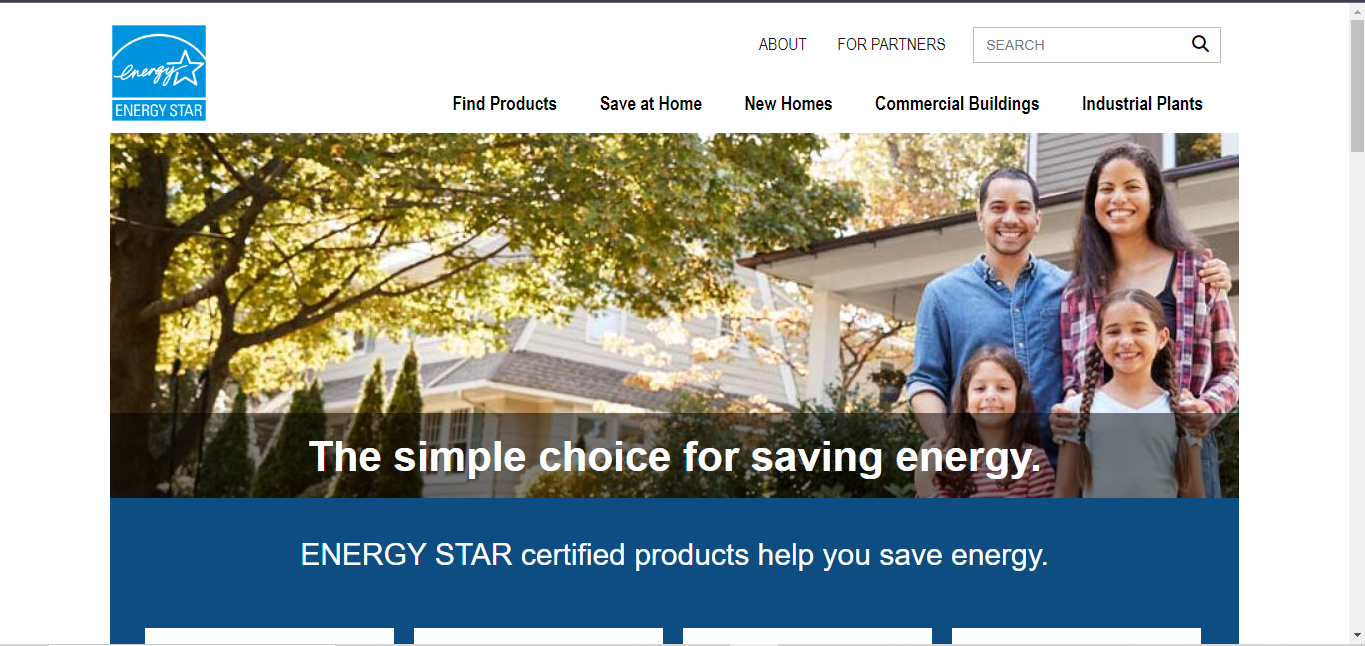 energy
ENERGY STAR
ABOUT
FOR PARTNERS
SEARCH
Find Products
Save at Home
New Homes
Commercial Buildings
Industrial Plants
The simple choice for saving energy.
ENERGY STAR certified products help you save energy.